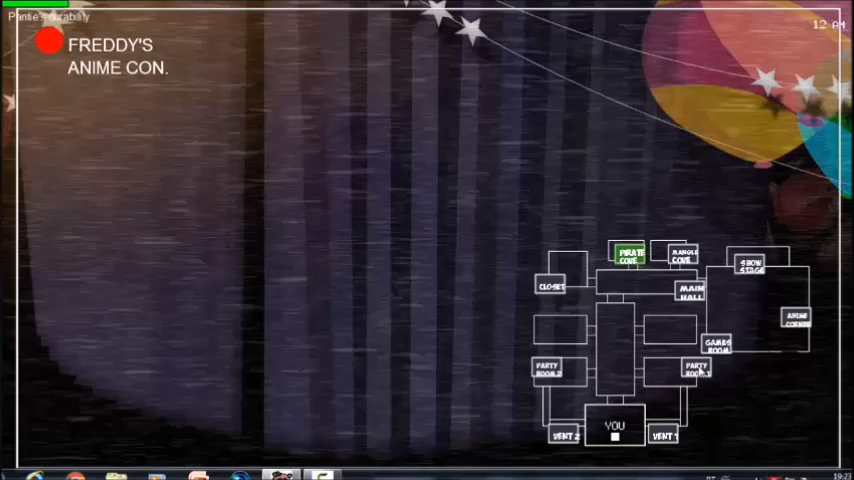 Pantie's durability
12 AM
FREDDY'S
ANIME CON.
PIRATE
COVE
MANGLE
COVE
SHOW
STAGE
CLOSET
MAIN
HALL
ANIME
GAMES
ROOM
PARTY
ROOM 2
PARTY
ROOM 1
YOU
VENT 2
VENT 1
PT
19:23